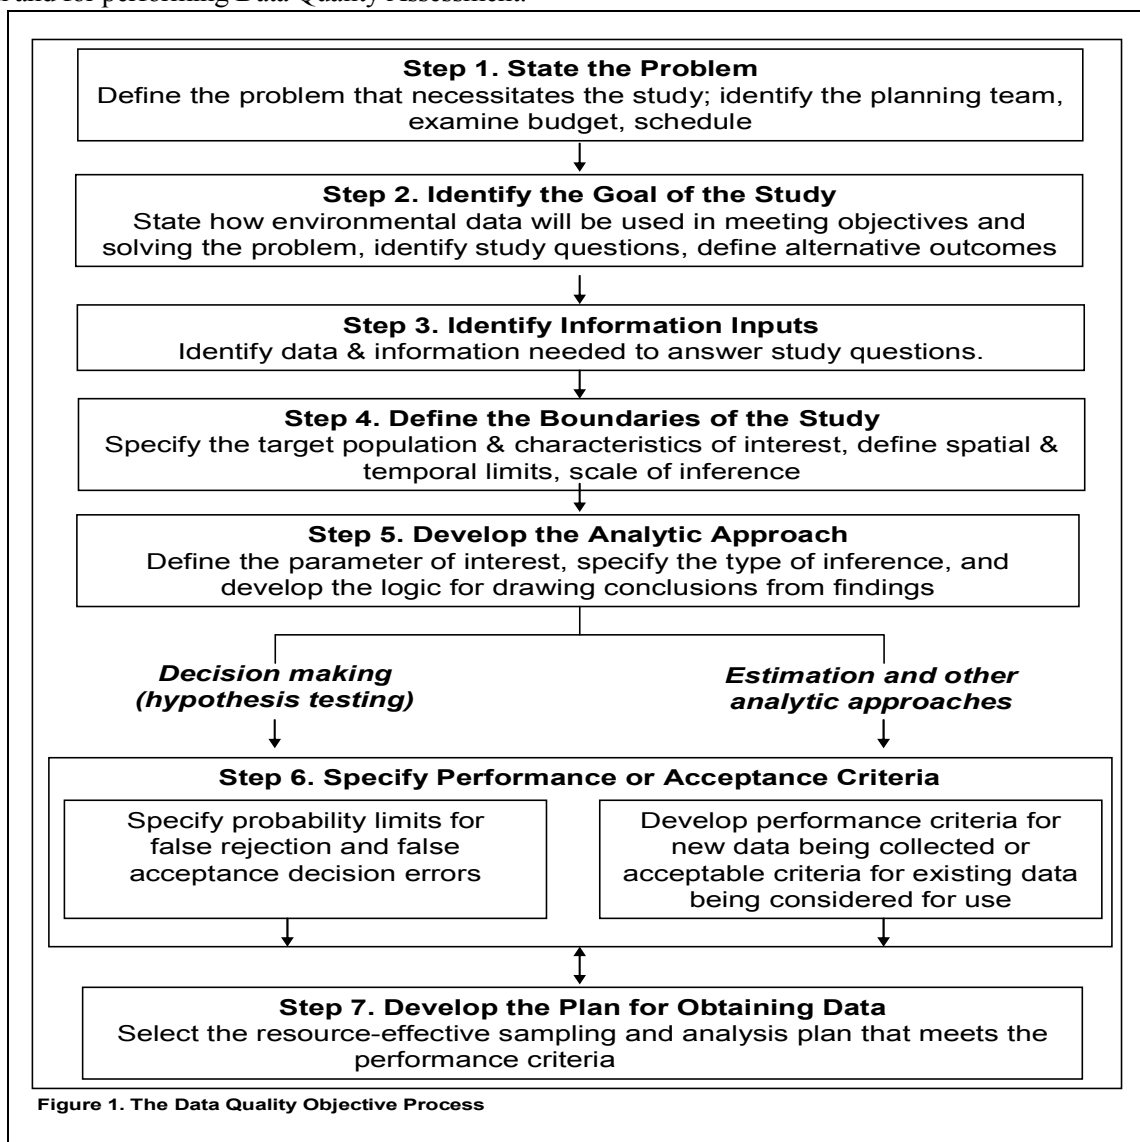 and for performing Data Quality Assessment.
Step 1. State the Problem
Define the problem that necessitates the study; identify the planning team,
examine budget, schedule
Step 2. Identify the Goal of the Study
State how environmental data will be used in meeting objectives and
solving the problem, identify study questions, define alternative outcomes
Step 3. Identify Information Inputs
Identify data & information needed to answer study questions.
Step 4. Define the Boundaries of the Study
Specify the target population & characteristics of interest, define spatial &
temporal limits, scale of inference
Step 5. Develop the Analytic Approach
Define the parameter of interest, specify the type of inference, and
develop the logic for drawing conclusions from findings
Decision making
(hypothesis testing)
Estimation and other
analytic approaches
Step 6. Specify Performance or Acceptance Criteria
Specify probability limits for
false rejection and false
acceptance decision errors
Develop performance criteria for
new data being collected or
acceptable criteria for existing data
being considered for use
Step 7. Develop the Plan for Obtaining Data
Select the resource-effective sampling and analysis plan that meets the
performance criteria
Figure 1. The Data Quality Objective Process